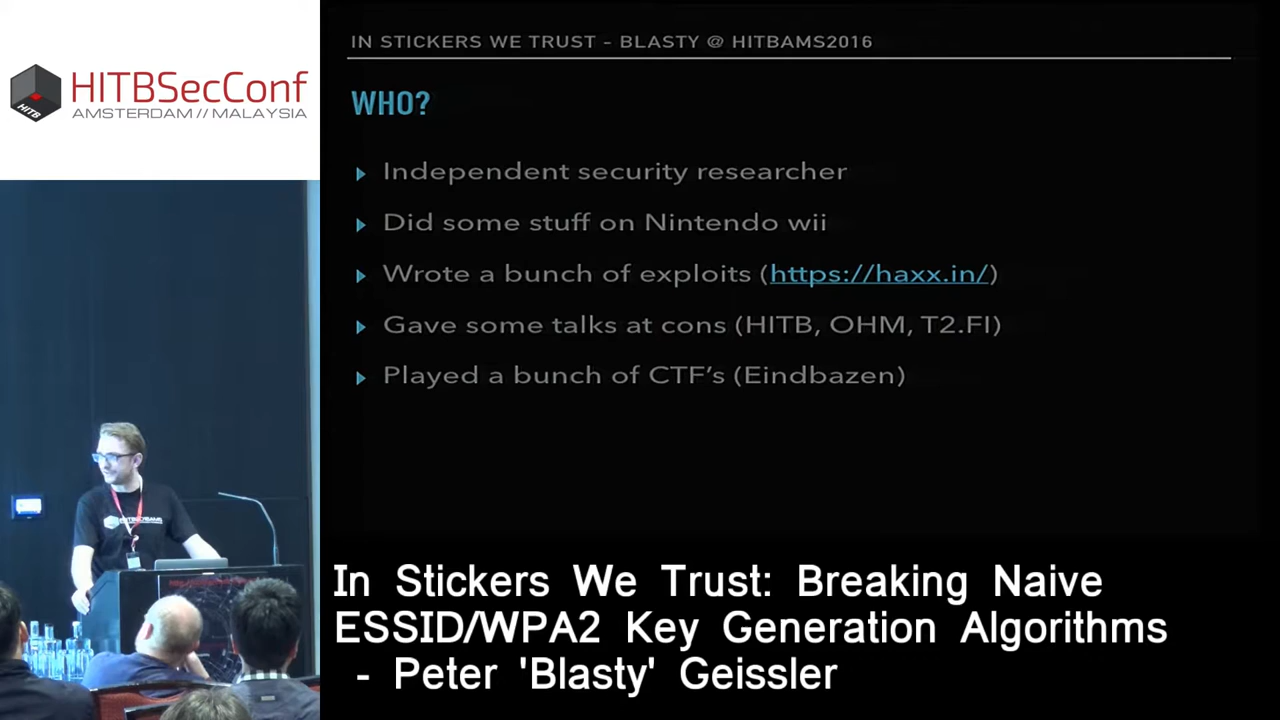 HITBSecConf
AMSTERDAM // MALAYSIA
HITB
IN STICKERS WE TRUST – BLASTY @ HITBAMS2016
WHO?
Independent security researcher
Did some stuff on Nintendo wii
Wrote a bunch of exploits (https://haxx.in/)
Gave some talks at cons (HITB, OHM, T2.FI)
Played a bunch of CTF's (Eindbazen)
In Stickers We Trust: Breaking Naive
ESSID/WPA2 Key Generation Algorithms
- Peter 'Blasty' Geissler